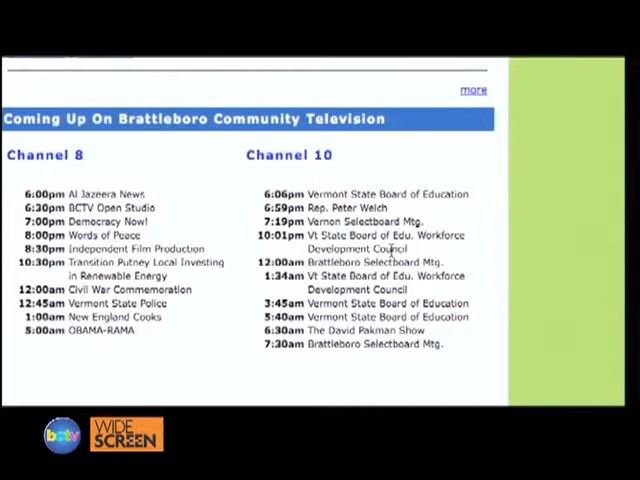 more
Coming Up On Brattleboro Community Television
Channel 8
6:00pm Al Jazeera News
6:30pm BCTV Open Studio
7:00pm Democracy Now!
8:00pm Words of Peace
8:30pm Independent Film Production
10:30pm Transition Putney Local Investing
in Renewable Energy
12:00am Civil War Commemoration
12:45am Vermont State Police
1:00am New England Cooks
5:00am OBAMA-RAMA
Channel 10
6:06pm Vermont State Board of Education
6:59pm Rep. Peter Welch
7:19pm Vernon Selectboard Mtg.
10:01pm Vt State Board of Edu. Workforce
Development Council
12:00am Brattleboro Selectboard Mtg.
1:34am Vt State Board of Edu. Workforce
Development Council
3:45am Vermont State Board of Education
5:40am Vermont State Board of Education
6:30am The David Pakman Show
7:30am Brattleboro Selectboard Mtg.
bctv
WIDE
SCREEN